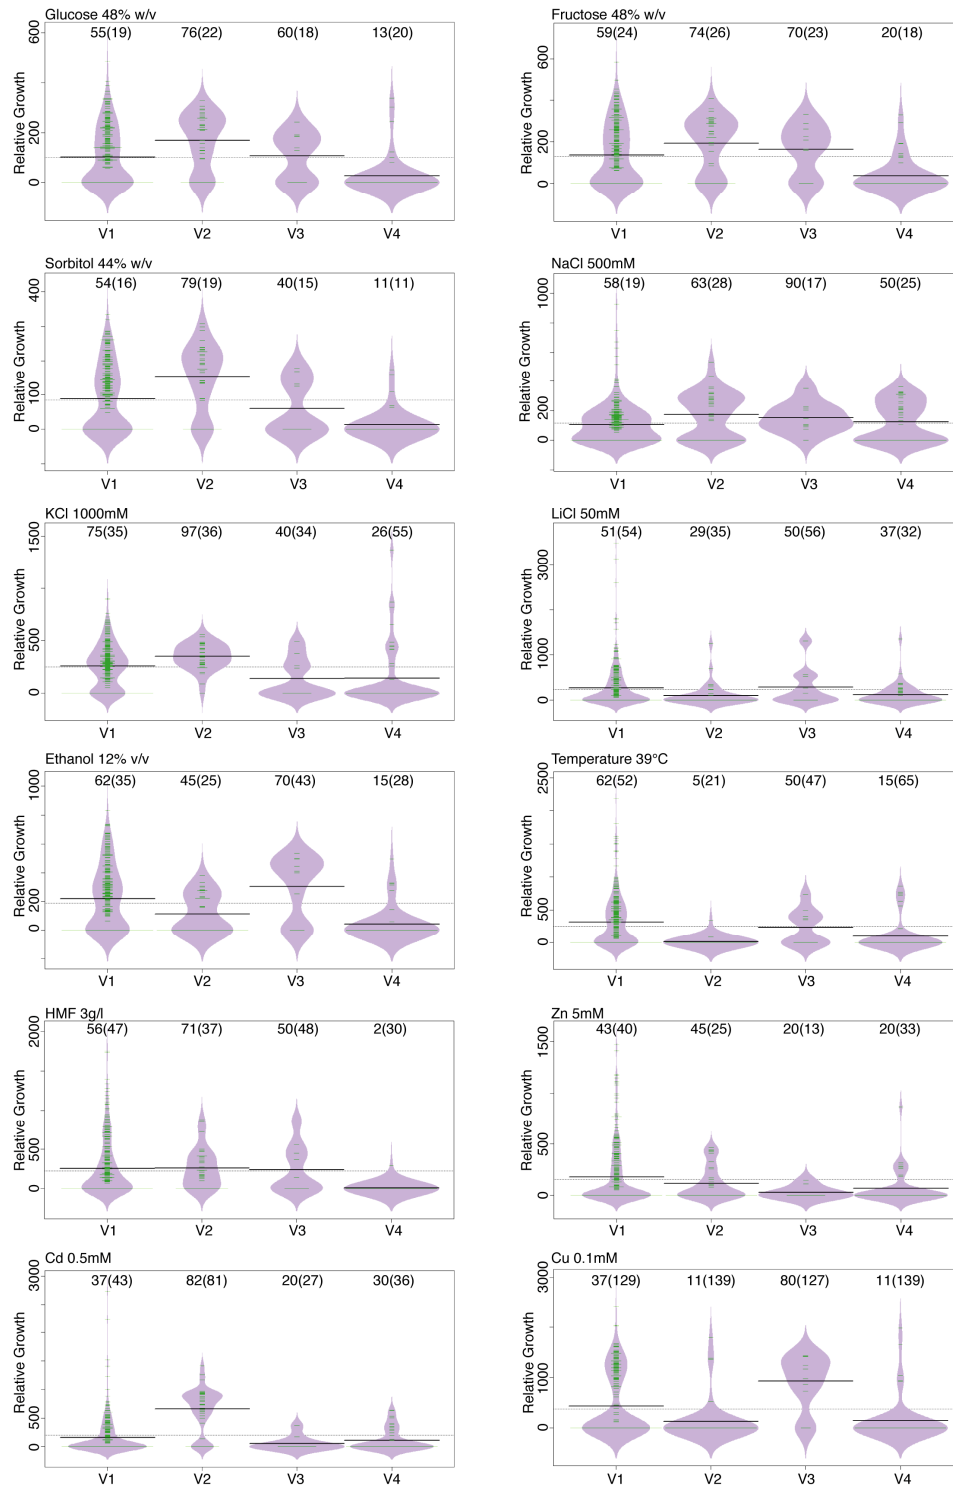 Glucose 48% w/v
55(19) 76(22) 60(18) 13(20)
Relative Growth
600
200
0
V1 V2 V3 V4
Fructose 48% w/v
59(24) 74(26) 70(23) 20(18)
Relative Growth
600
200
0
V1 V2 V3 V4
Sorbitol 44% w/v
54(16) 79(19) 40(15) 11(11)
Relative Growth
400
100
0
V1 V2 V3 V4
NaCl 500mM
58(19) 63(28) 90(17) 50(25)
Relative Growth
1000
200
0
V1 V2 V3 V4
KCl 1000mM
75(35) 97(36) 40(34) 26(55)
Relative Growth
1500
500
0
V1 V2 V3 V4
LiCl 50mM
51(54) 29(35) 50(56) 37(32)
Relative Growth
3000
1000
0
V1 V2 V3 V4
Ethanol 12% v/v
62(35) 45(25) 70(43) 15(28)
Relative Growth
1000
200
0
V1 V2 V3 V4
Temperature 39°C
62(52) 5(21) 50(47) 15(65)
Relative Growth
2500
500
0
V1 V2 V3 V4
HMF 3g/l
56(47) 71(37) 50(48) 2(30)
Relative Growth
2000
500
0
V1 V2 V3 V4
Zn 5mM
43(40) 45(25) 20(13) 20(33)
Relative Growth
1500
500
0
V1 V2 V3 V4
Cd 0.5mM
37(43) 82(81) 20(27) 30(36)
Relative Growth
3000
500
0
V1 V2 V3 V4
Cu 0.1mM
37(129) 11(139) 80(127) 11(139)
Relative Growth
3000
1000
0
V1 V2 V3 V4